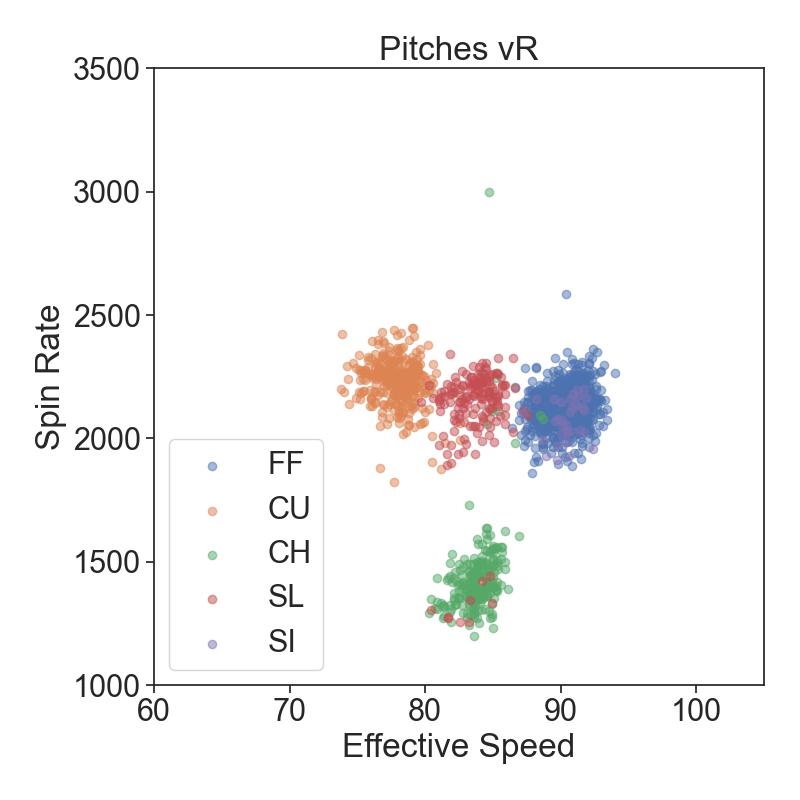 Pitches vR
3500
3000
2500
2000
1500
1000
Spin Rate
FF
CU
CH
SL
SI
60 70 80 90 100
Effective Speed